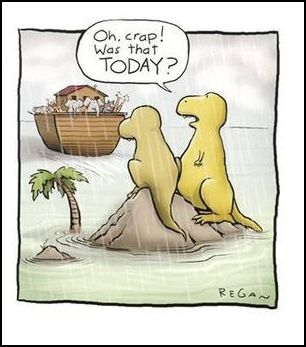 Oh, crap!
Was that
TODAY?
REGAN